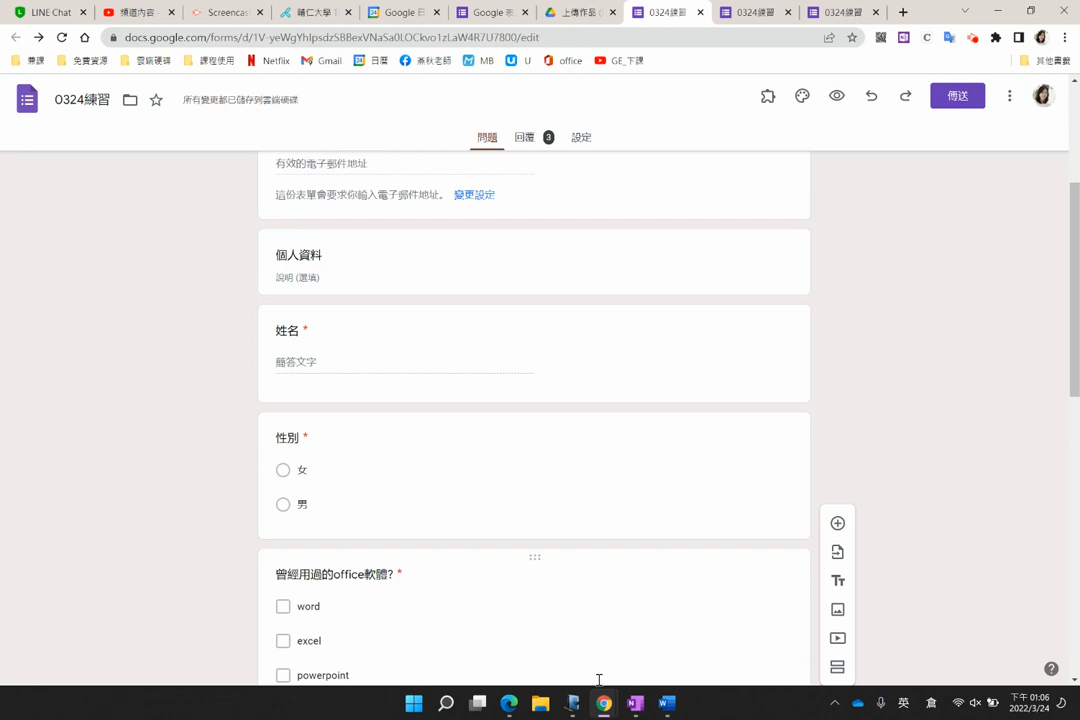 LINE Chat
頻道內容 -
Screencas
輔仁大學
Google 日
Google 表
上傳作品 (
0324練習
0324練習
0324練習
docs.google.com/forms/d/1V-yeWgYhIpsdzSBBexVNaSa0LOCkvo1zLaW4R7U7800/edit
兼課
免費資源
雲端硬碟
課程使用
Netflix
Gmail
日曆
燕秋老師
MB
U
office
GE_下課
其他書籤
0324練習
所有變更都已儲存到雲端硬碟
傳送
問題
回覆 3
設定
有效的電子郵件地址
這份表單會要求你輸入電子郵件地址。 變更設定
個人資料
說明 (選填)
姓名 *
簡答文字
性別 *
女
男
曾經用過的office軟體? *
word
excel
powerpoint
英
倉
下午 01:06
2022/3/24